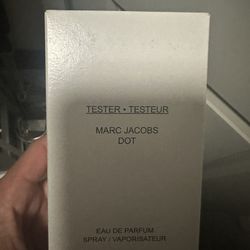 TESTER • TESTEUR
MARC JACOBS
DOT
EAU DE PARFUM
SPRAY / VAPORISATEUR